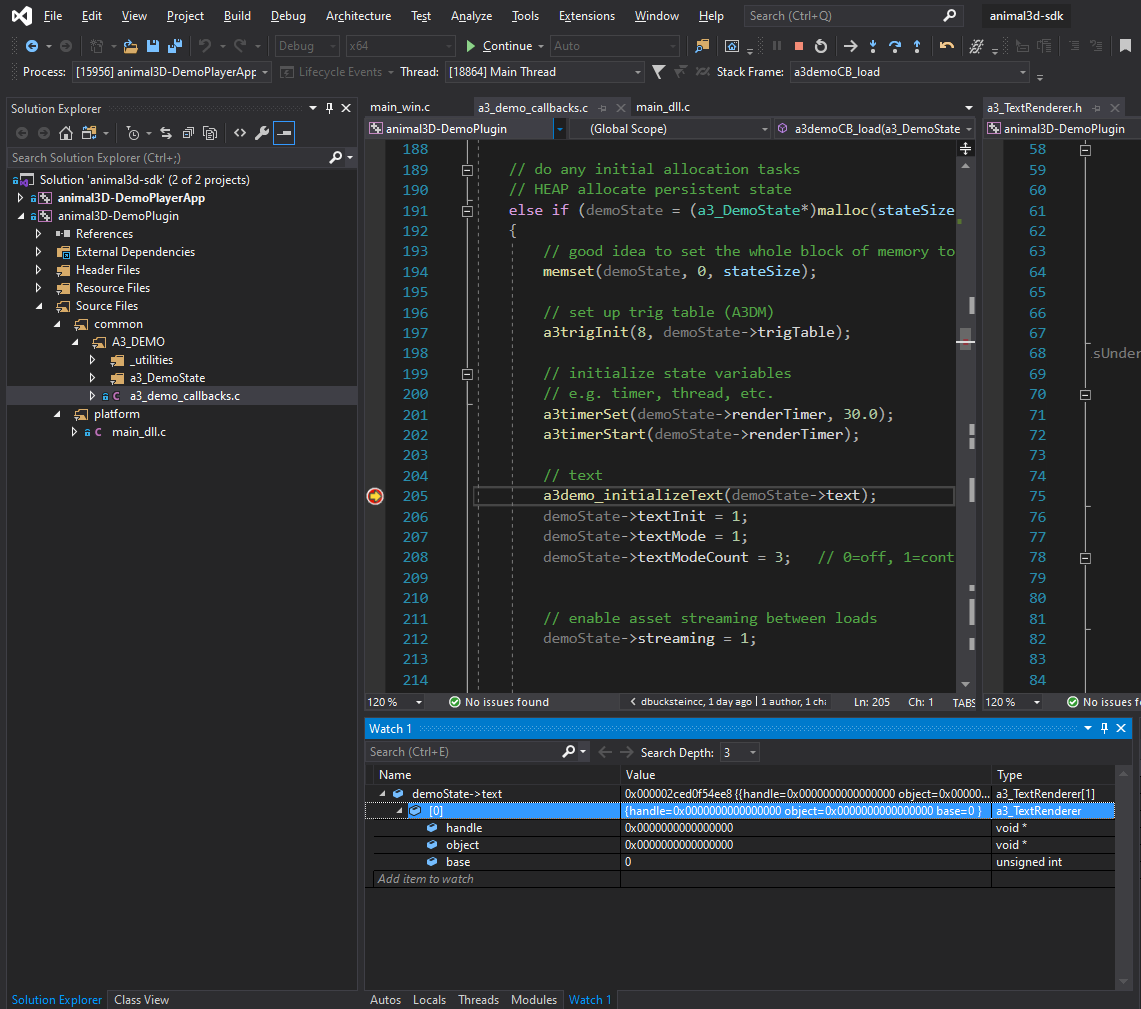 File Edit View Project Build Debug Architecture Test Analyze Tools Extensions Window Help Search (Ctrl+Q) animal3d-sdk
Debug x64 Continue Auto
Process: [15956] animal3D-DemoPlayerApp Lifecycle Events Thread: [18864] Main Thread Stack Frame: a3demoCB_load
Solution Explorer
Search Solution Explorer (Ctrl+;)
Solution 'animal3d-sdk' (2 of 2 projects)
animal3D-DemoPlayerApp
animal3D-DemoPlugin
References
External Dependencies
Header Files
Resource Files
Source Files
common
A3_DEMO
_utilities
a3_DemoState
a3_demo_callbacks.c
platform
main_dll.c
Solution Explorer Class View
main_win.c a3_demo_callbacks.c main_dll.c
animal3D-DemoPlugin (Global Scope) a3demoCB_load(a3_DemoState
188
189 // do any initial allocation tasks
190 // HEAP allocate persistent state
191 else if (demoState = (a3_DemoState*)malloc(stateSize
192 {
193 // good idea to set the whole block of memory to
194 memset(demoState, 0, stateSize);
195
196 // set up trig table (A3DM)
197 a3trigInit(8, demoState->trigTable);
198
199 // initialize state variables
200 // e.g. timer, thread, etc.
201 a3timerSet(demoState->renderTimer, 30.0);
202 a3timerStart(demoState->renderTimer);
203
204 // text
205 a3demo_initializeText(demoState->text);
206 demoState->textInit = 1;
207 demoState->textMode = 1;
208 demoState->textModeCount = 3; // 0=off, 1=cont
209
210
211 // enable asset streaming between loads
212 demoState->streaming = 1;
213
214
120 % No issues found dbucksteincc, 1 day ago | 1 author, 1 cha Ln: 205 Ch: 1 TABS
a3_TextRenderer.h
animal3D-DemoPlugin
58
59
60
61
62
63
64
65
66
67
68 sUnder
69
70
71
72
73
74
75
76
77
78
79
80
81
82
83
84
120 % No issues f
Watch 1
Search (Ctrl+E) Search Depth: 3
Name Value Type
demoState->text 0x000002ced0f54ee8 {{handle=0x0000000000000000 object=0x00000... a3_TextRenderer[1]
[0] {handle=0x0000000000000000 object=0x0000000000000000 base=0 } a3_TextRenderer
handle 0x0000000000000000 void *
object 0x0000000000000000 void *
base 0 unsigned int
Add item to watch
Autos Locals Threads Modules Watch 1